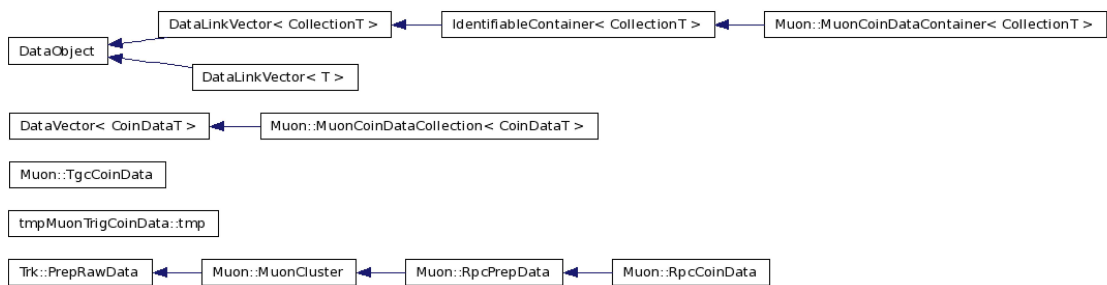 DataLinkVector< CollectionT >
IdentifiableContainer< CollectionT >
Muon::MuonCoinDataContainer< CollectionT >
DataObject
DataLinkVector< T >
DataVector< CoinDataT >
Muon::MuonCoinDataCollection< CoinDataT >
Muon::TgcCoinData
tmpMuonTrigCoinData::tmp
Trk::PrepRawData
Muon::MuonCluster
Muon::RpcPrepData
Muon::RpcCoinData